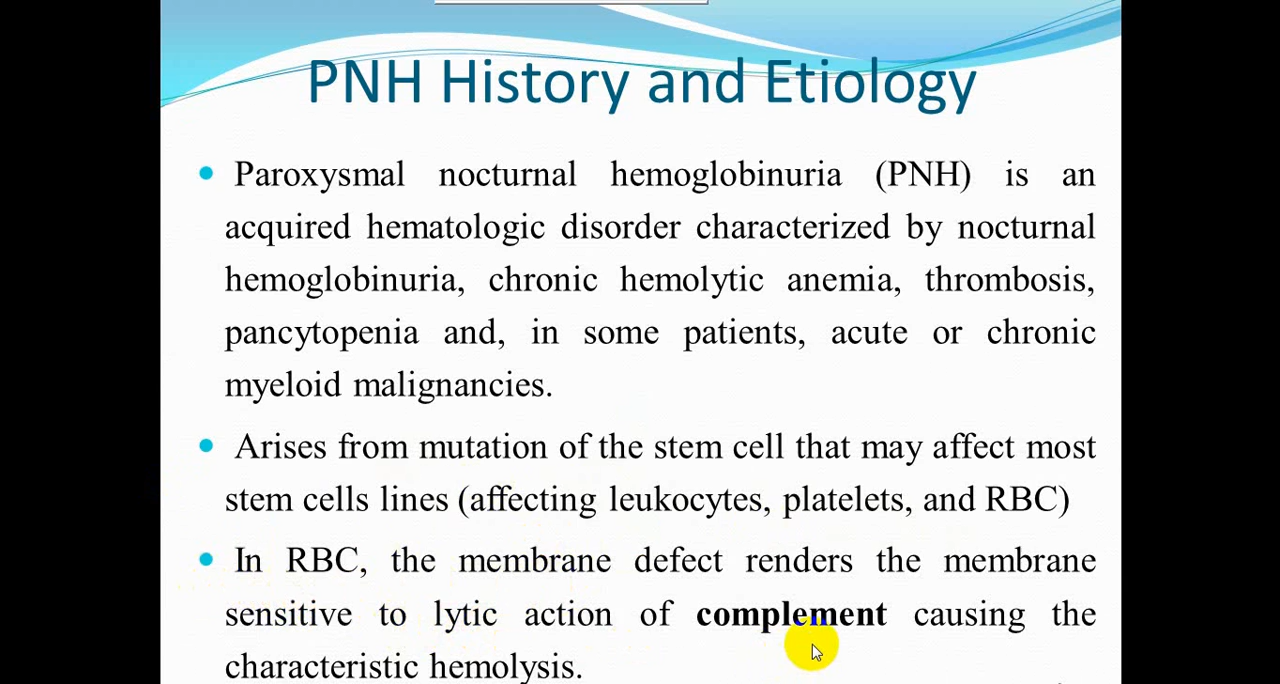 PNH History and Etiology
• Paroxysmal nocturnal hemoglobinuria (PNH) is an
acquired hematologic disorder characterized by nocturnal
hemoglobinuria, chronic hemolytic anemia, thrombosis,
pancytopenia and, in some patients, acute or chronic
myeloid malignancies.
• Arises from mutation of the stem cell that may affect most
stem cells lines (affecting leukocytes, platelets, and RBC)
• In RBC, the membrane defect renders the membrane
sensitive to lytic action of complement causing the
characteristic hemolysis.